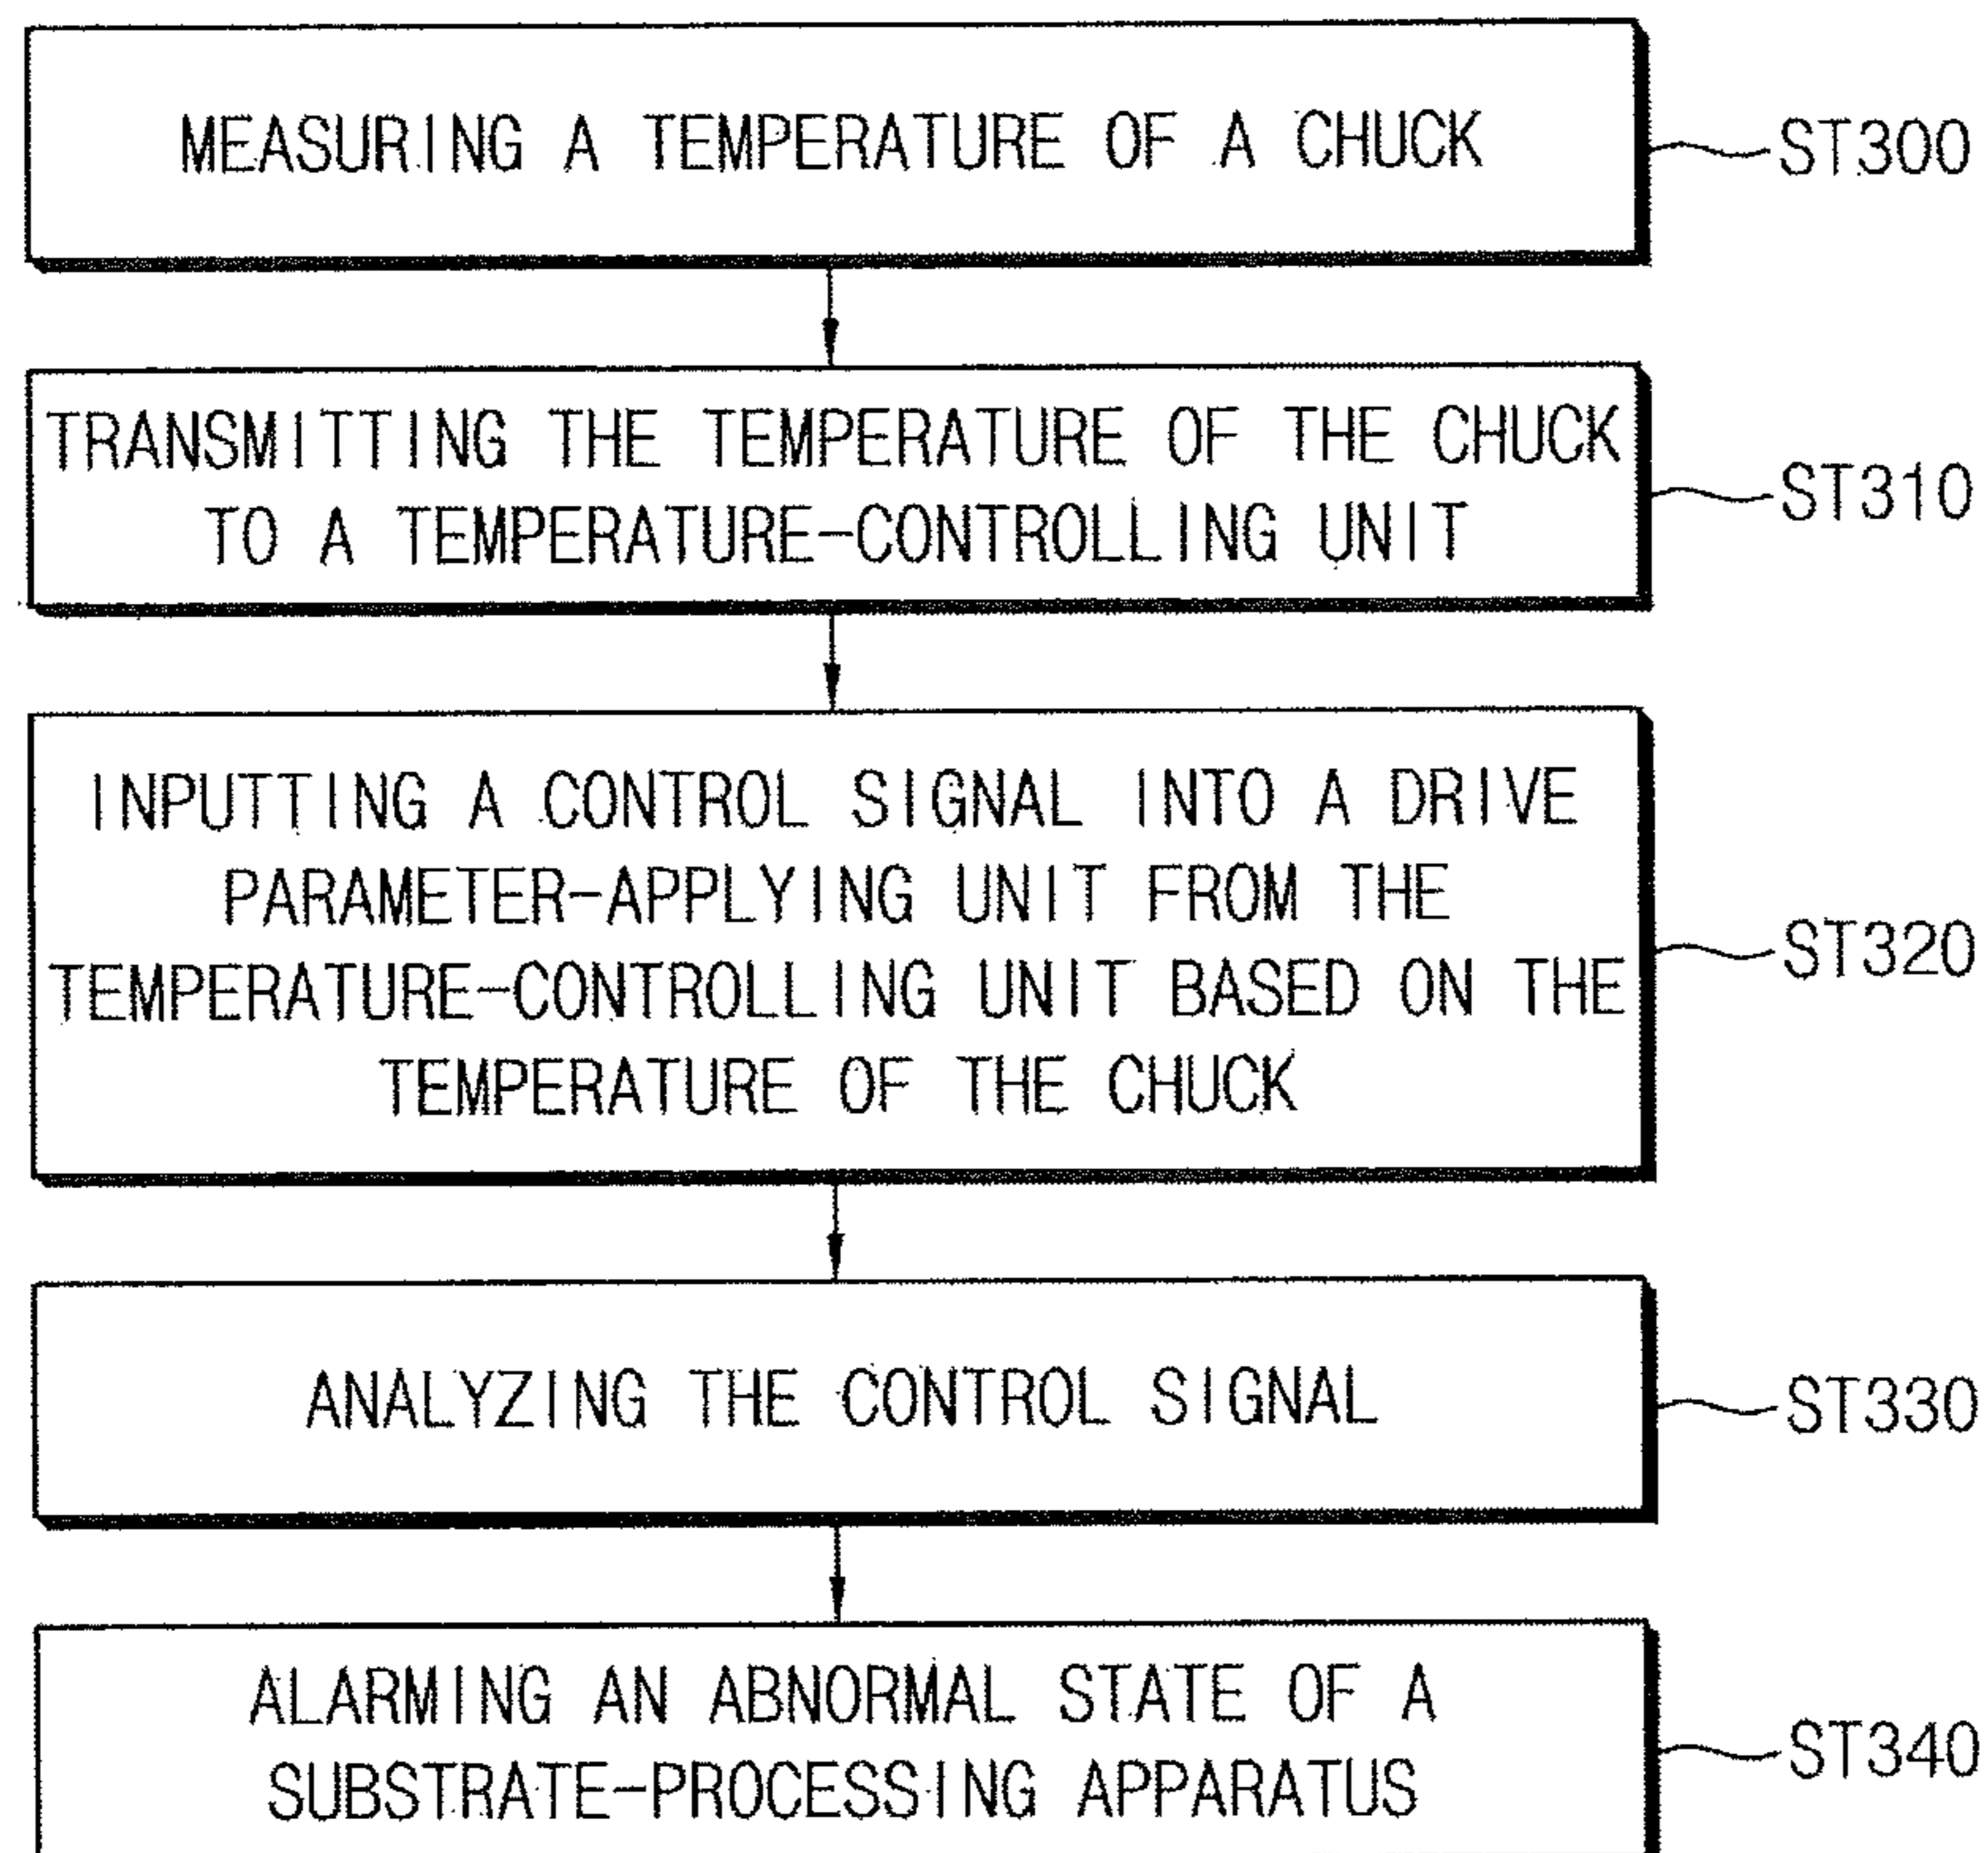 MEASURING A TEMPERATURE OF A CHUCK
ST300
TRANSMITTING THE TEMPERATURE OF THE CHUCK
TO A TEMPERATURE-CONTROLLING UNIT
ST310
INPUTTING A CONTROL SIGNAL INTO A DRIVE
PARAMETER-APPLYING UNIT FROM THE
TEMPERATURE-CONTROLLING UNIT BASED ON THE
TEMPERATURE OF THE CHUCK
ST320
ANALYZING THE CONTROL SIGNAL
ST330
ALARMING AN ABNORMAL STATE OF A
SUBSTRATE-PROCESSING APPARATUS
ST340